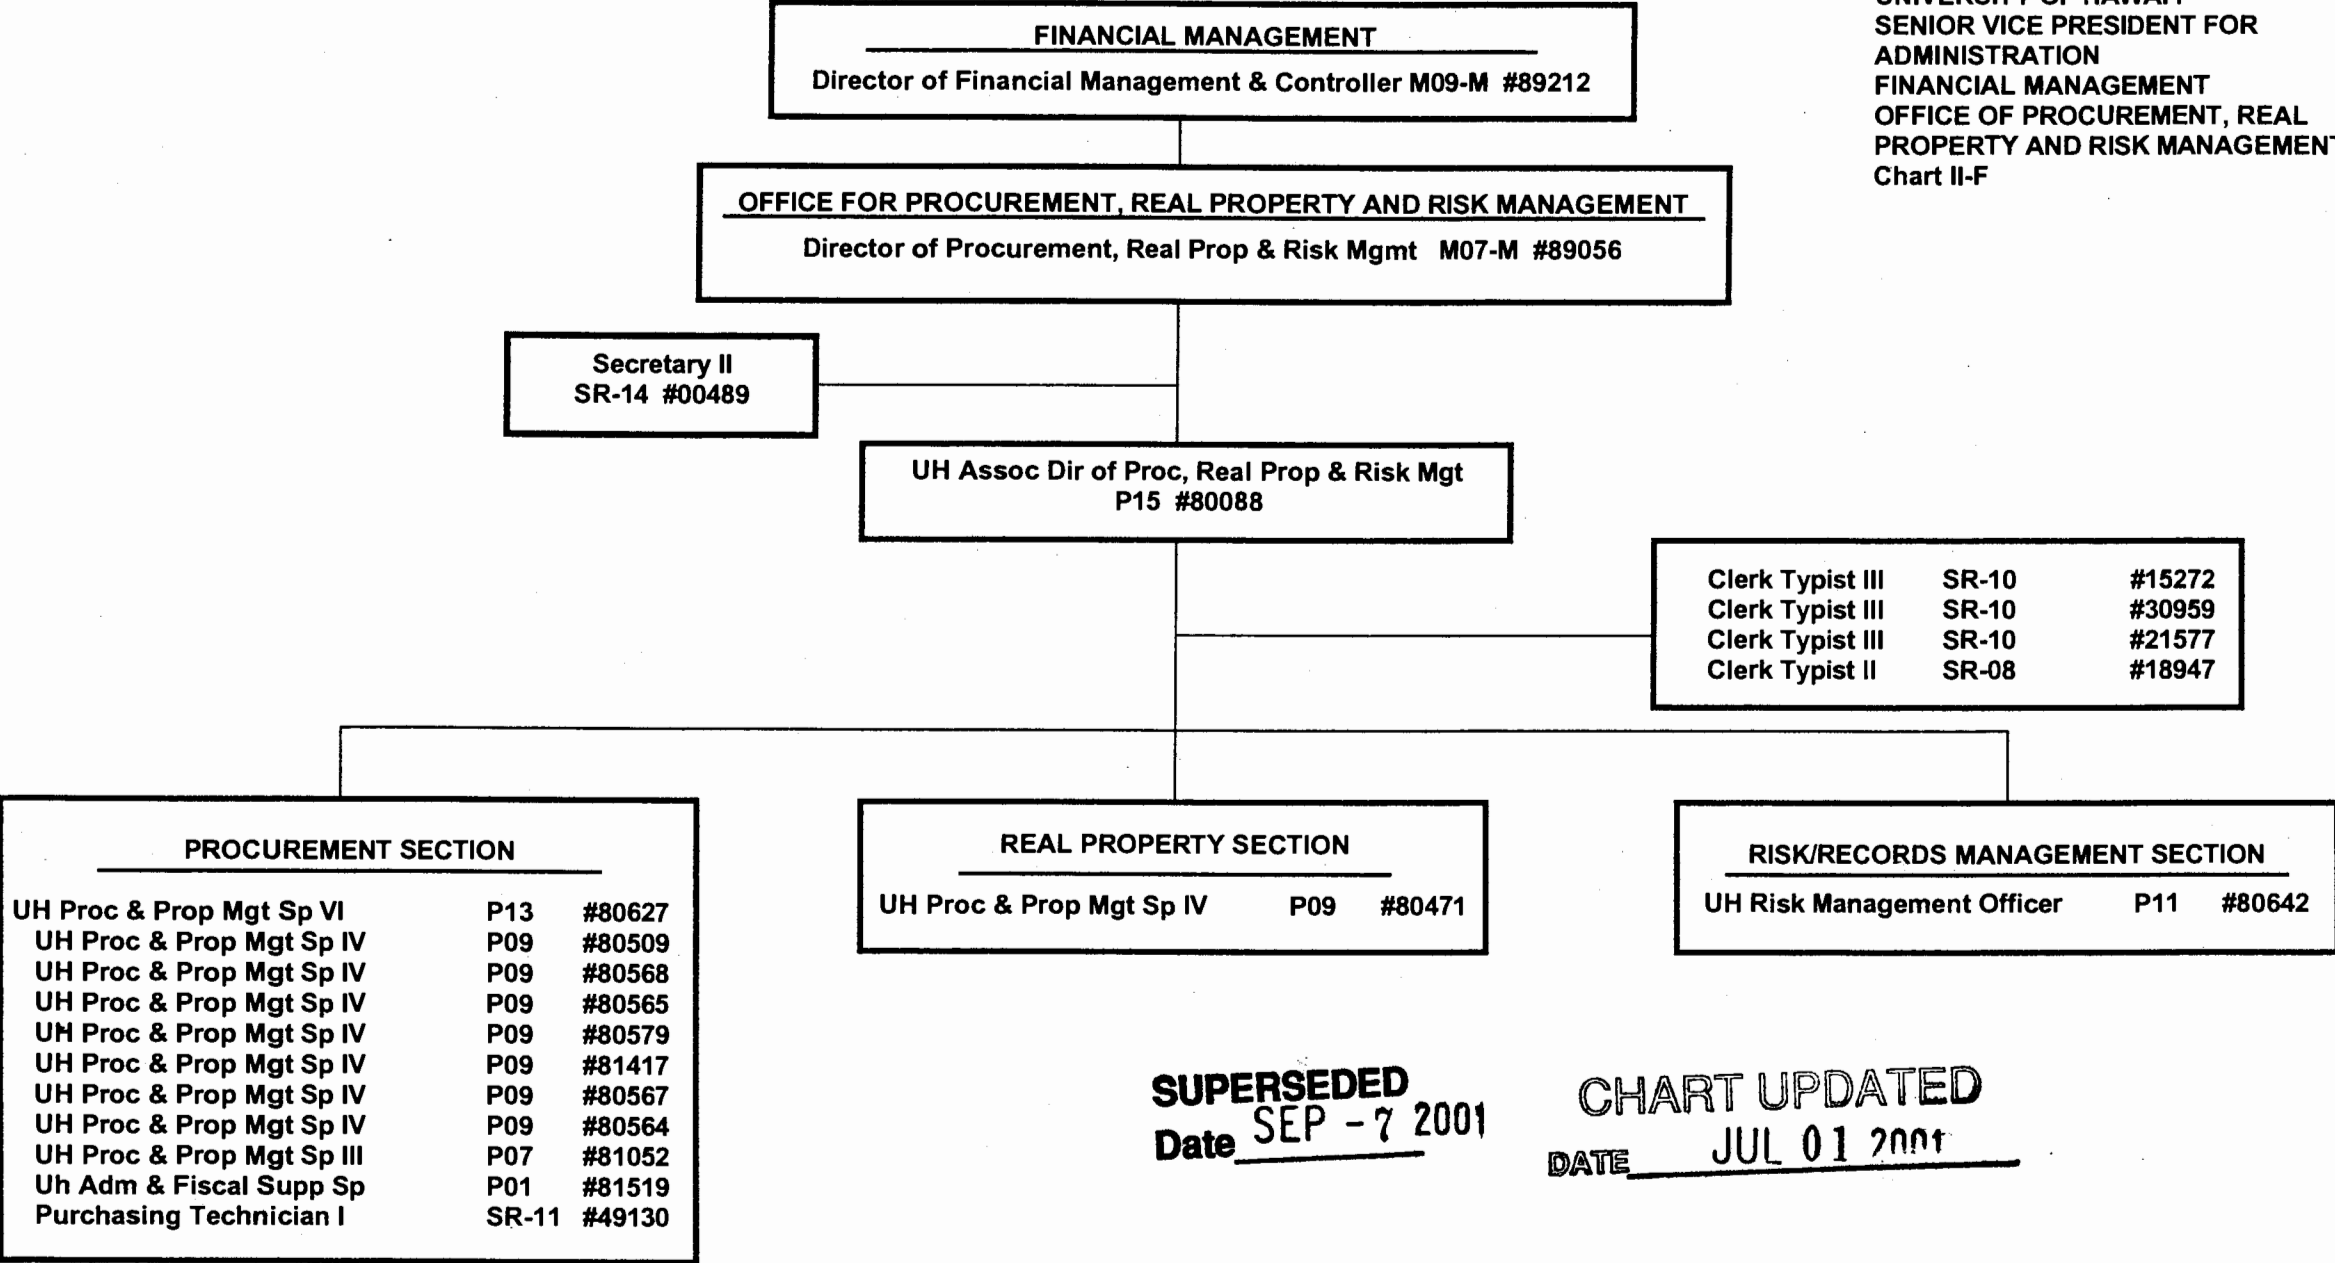 UNIVERSITY OF HAWAII
SENIOR VICE PRESIDENT FOR
ADMINISTRATION
FINANCIAL MANAGEMENT
OFFICE OF PROCUREMENT, REAL
PROPERTY AND RISK MANAGEMENT
Chart II-F
FINANCIAL MANAGEMENT
Director of Financial Management & Controller M09-M #89212
OFFICE FOR PROCUREMENT, REAL PROPERTY AND RISK MANAGEMENT
Director of Procurement, Real Prop & Risk Mgmt M07-M #89056
Secretary II
SR-14 #00489
UH Assoc Dir of Proc, Real Prop & Risk Mgt
P15 #80088
Clerk Typist III SR-10 #15272
Clerk Typist III SR-10 #30959
Clerk Typist III SR-10 #21577
Clerk Typist II SR-08 #18947
PROCUREMENT SECTION
UH Proc & Prop Mgt Sp VI P13 #80627
UH Proc & Prop Mgt Sp IV P09 #80509
UH Proc & Prop Mgt Sp IV P09 #80568
UH Proc & Prop Mgt Sp IV P09 #80565
UH Proc & Prop Mgt Sp IV P09 #80579
UH Proc & Prop Mgt Sp IV P09 #81417
UH Proc & Prop Mgt Sp IV P09 #80567
UH Proc & Prop Mgt Sp IV P09 #80564
UH Proc & Prop Mgt Sp III P07 #81052
Uh Adm & Fiscal Supp Sp P01 #81519
Purchasing Technician I SR-11 #49130
REAL PROPERTY SECTION
UH Proc & Prop Mgt Sp IV P09 #80471
RISK/RECORDS MANAGEMENT SECTION
UH Risk Management Officer P11 #80642
SUPERSEDED
Date SEP -7 2001
CHART UPDATED
DATE JUL 01 2001